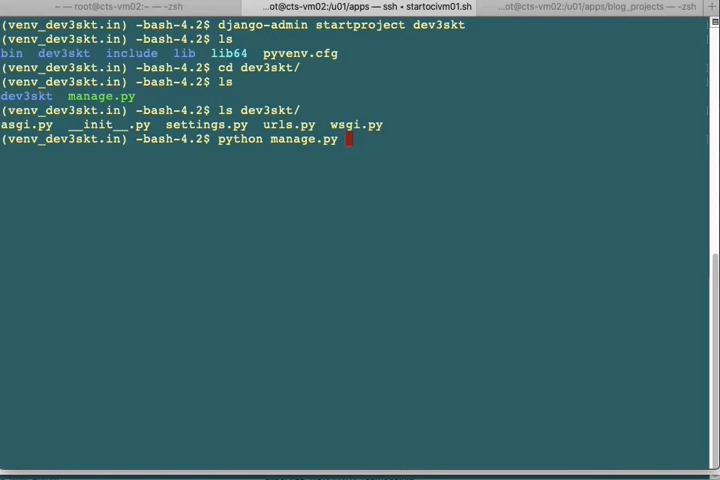 ~ — root@cts-vm02:~ — -zsh
...ot@cts-vm02:/u01/apps — ssh • startocivm01.sh
...ot@cts-vm02:/u01/apps/blog_projects — -zsh
(venv_dev3skt.in) -bash-4.2$ django-admin startproject dev3skt
(venv_dev3skt.in) -bash-4.2$ ls
bin  dev3skt  include  lib  lib64  pyvenv.cfg
(venv_dev3skt.in) -bash-4.2$ cd dev3skt/
(venv_dev3skt.in) -bash-4.2$ ls
dev3skt  manage.py
(venv_dev3skt.in) -bash-4.2$ ls dev3skt/
asgi.py  __init__.py  settings.py  urls.py  wsgi.py
(venv_dev3skt.in) -bash-4.2$ python manage.py